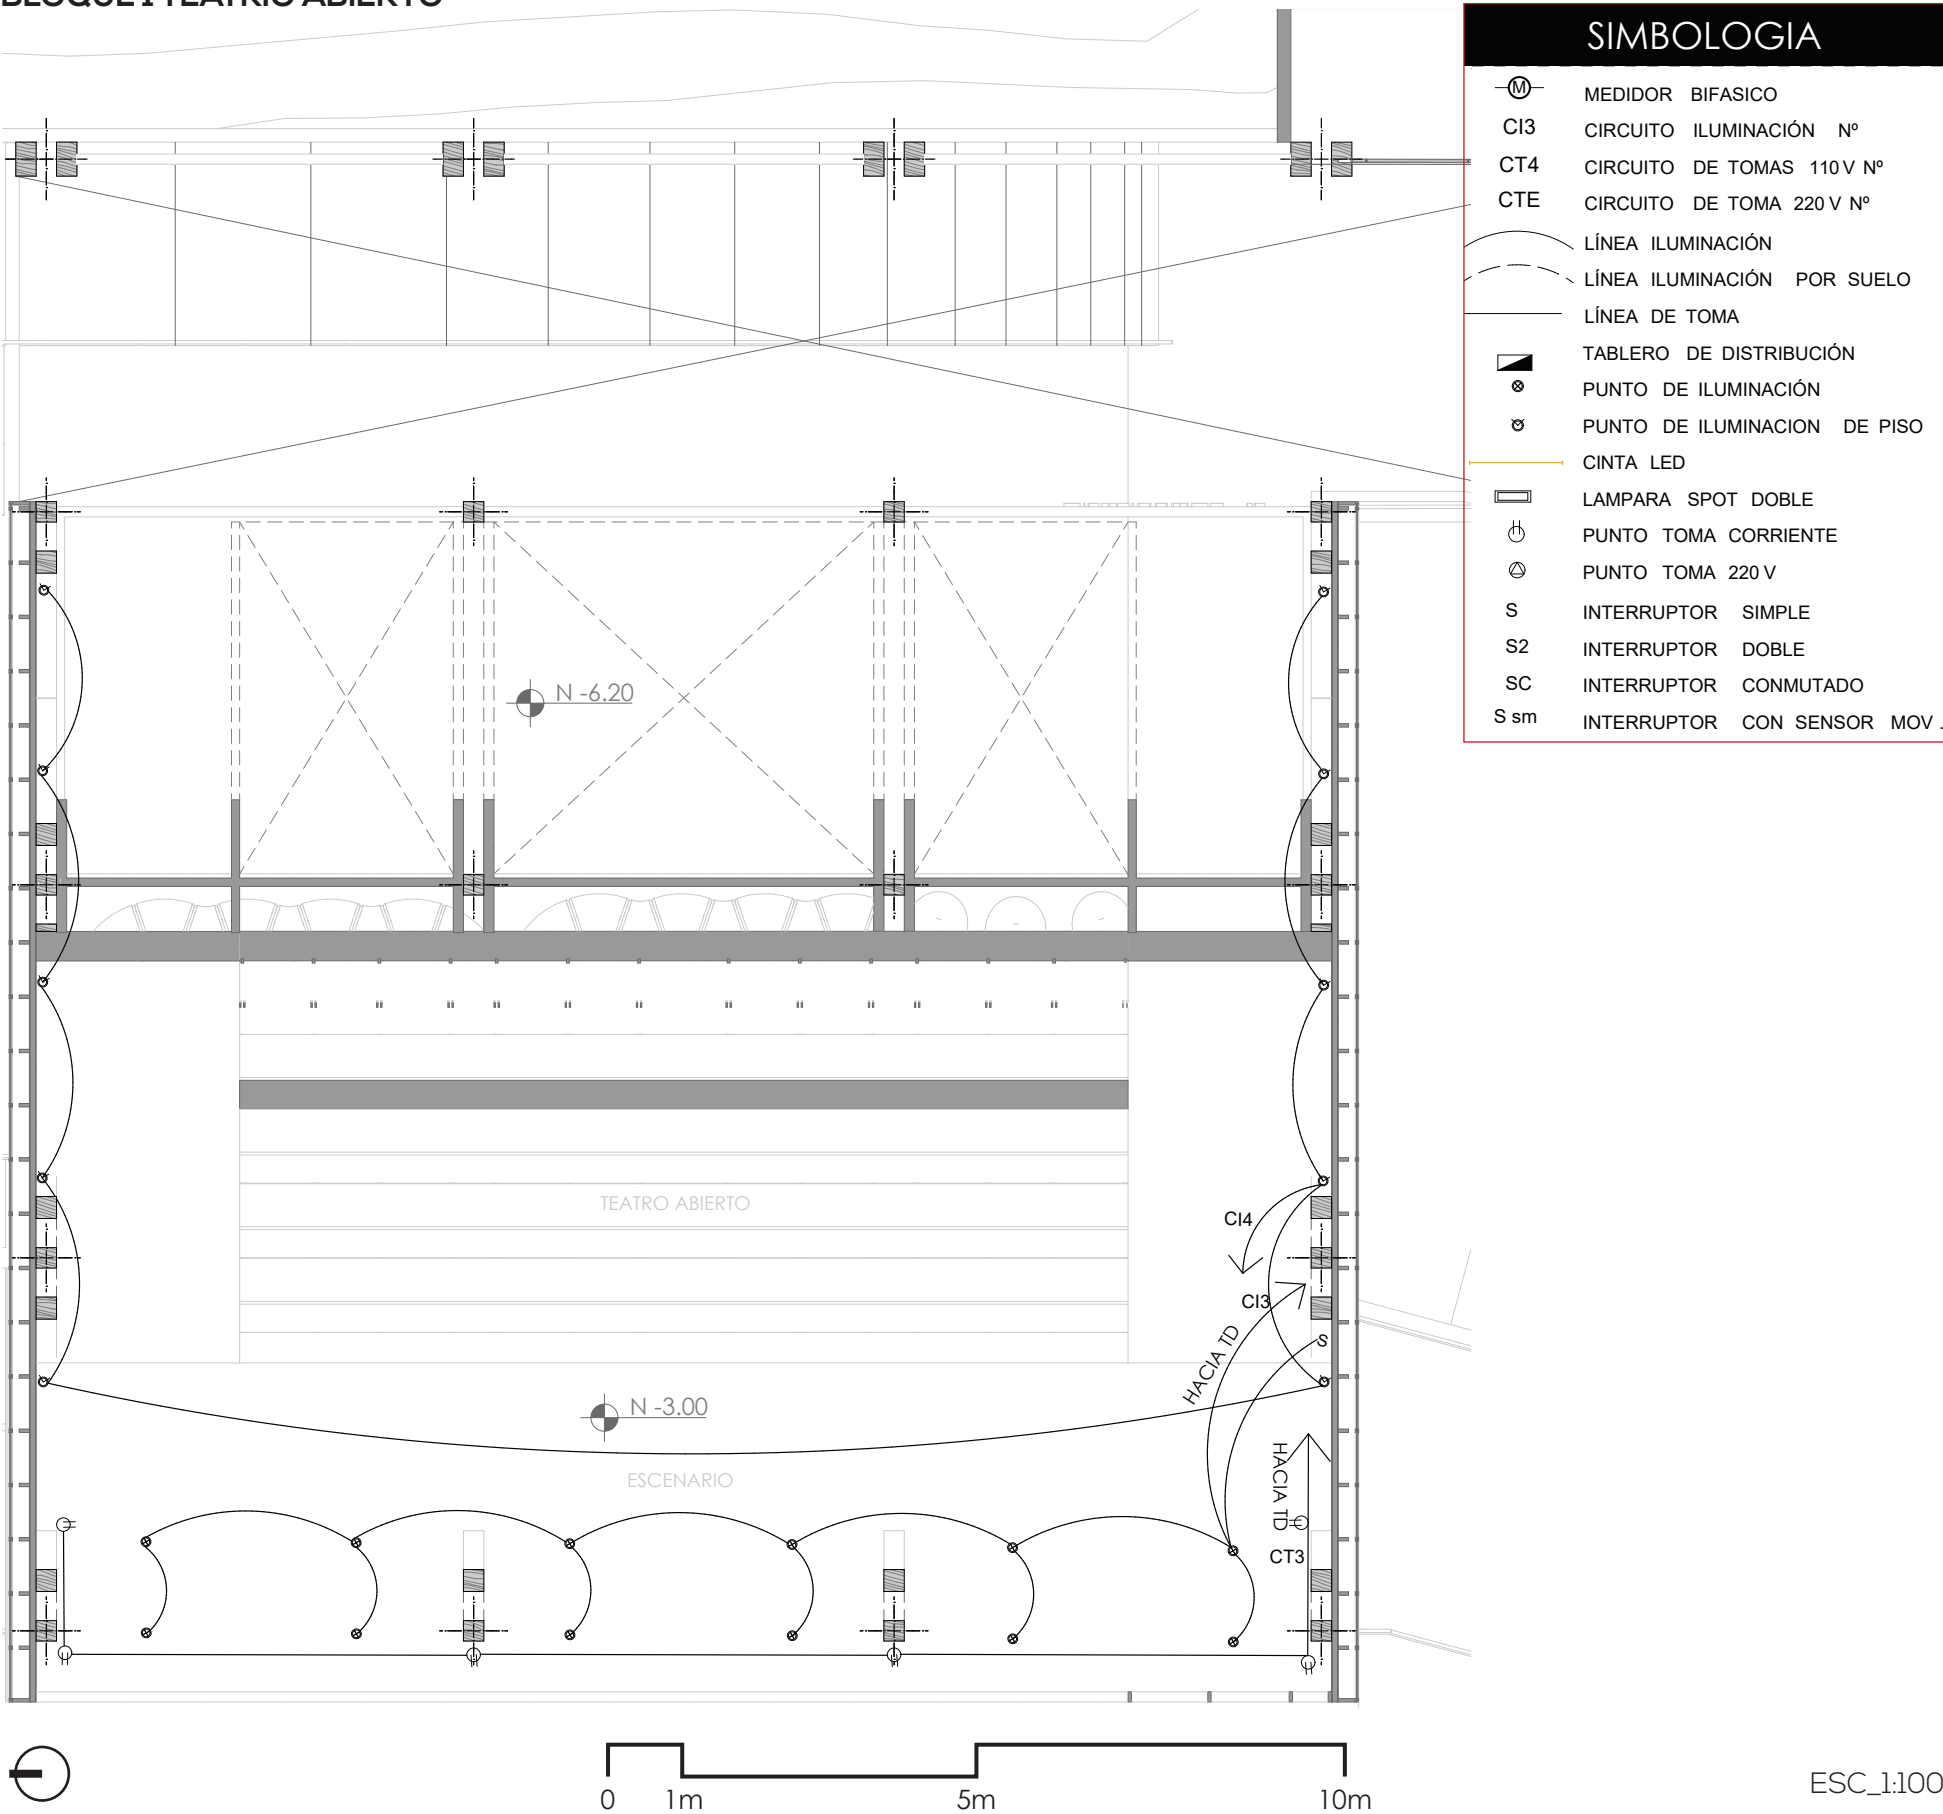 BLOQUE 1 TEATRIO ABIERTO
SIMBOLOGIA
M MEDIDOR BIFASICO
CI3 CIRCUITO ILUMINACIÓN Nº
CT4 CIRCUITO DE TOMAS 110 V Nº
CTE CIRCUITO DE TOMA 220 V Nº
LÍNEA ILUMINACIÓN
LÍNEA ILUMINACIÓN POR SUELO
LÍNEA DE TOMA
TABLERO DE DISTRIBUCIÓN
PUNTO DE ILUMINACIÓN
PUNTO DE ILUMINACION DE PISO
CINTA LED
LAMPARA SPOT DOBLE
PUNTO TOMA CORRIENTE
PUNTO TOMA 220 V
S INTERRUPTOR SIMPLE
S2 INTERRUPTOR DOBLE
SC INTERRUPTOR CONMUTADO
S sm INTERRUPTOR CON SENSOR MOV.
N -6.20
TEATRO ABIERTO
CI4
CI3
HACIA TD
S
N -3.00
ESCENARIO
HACIA TD
CT3
0 1m 5m 10m
ESC_1:100